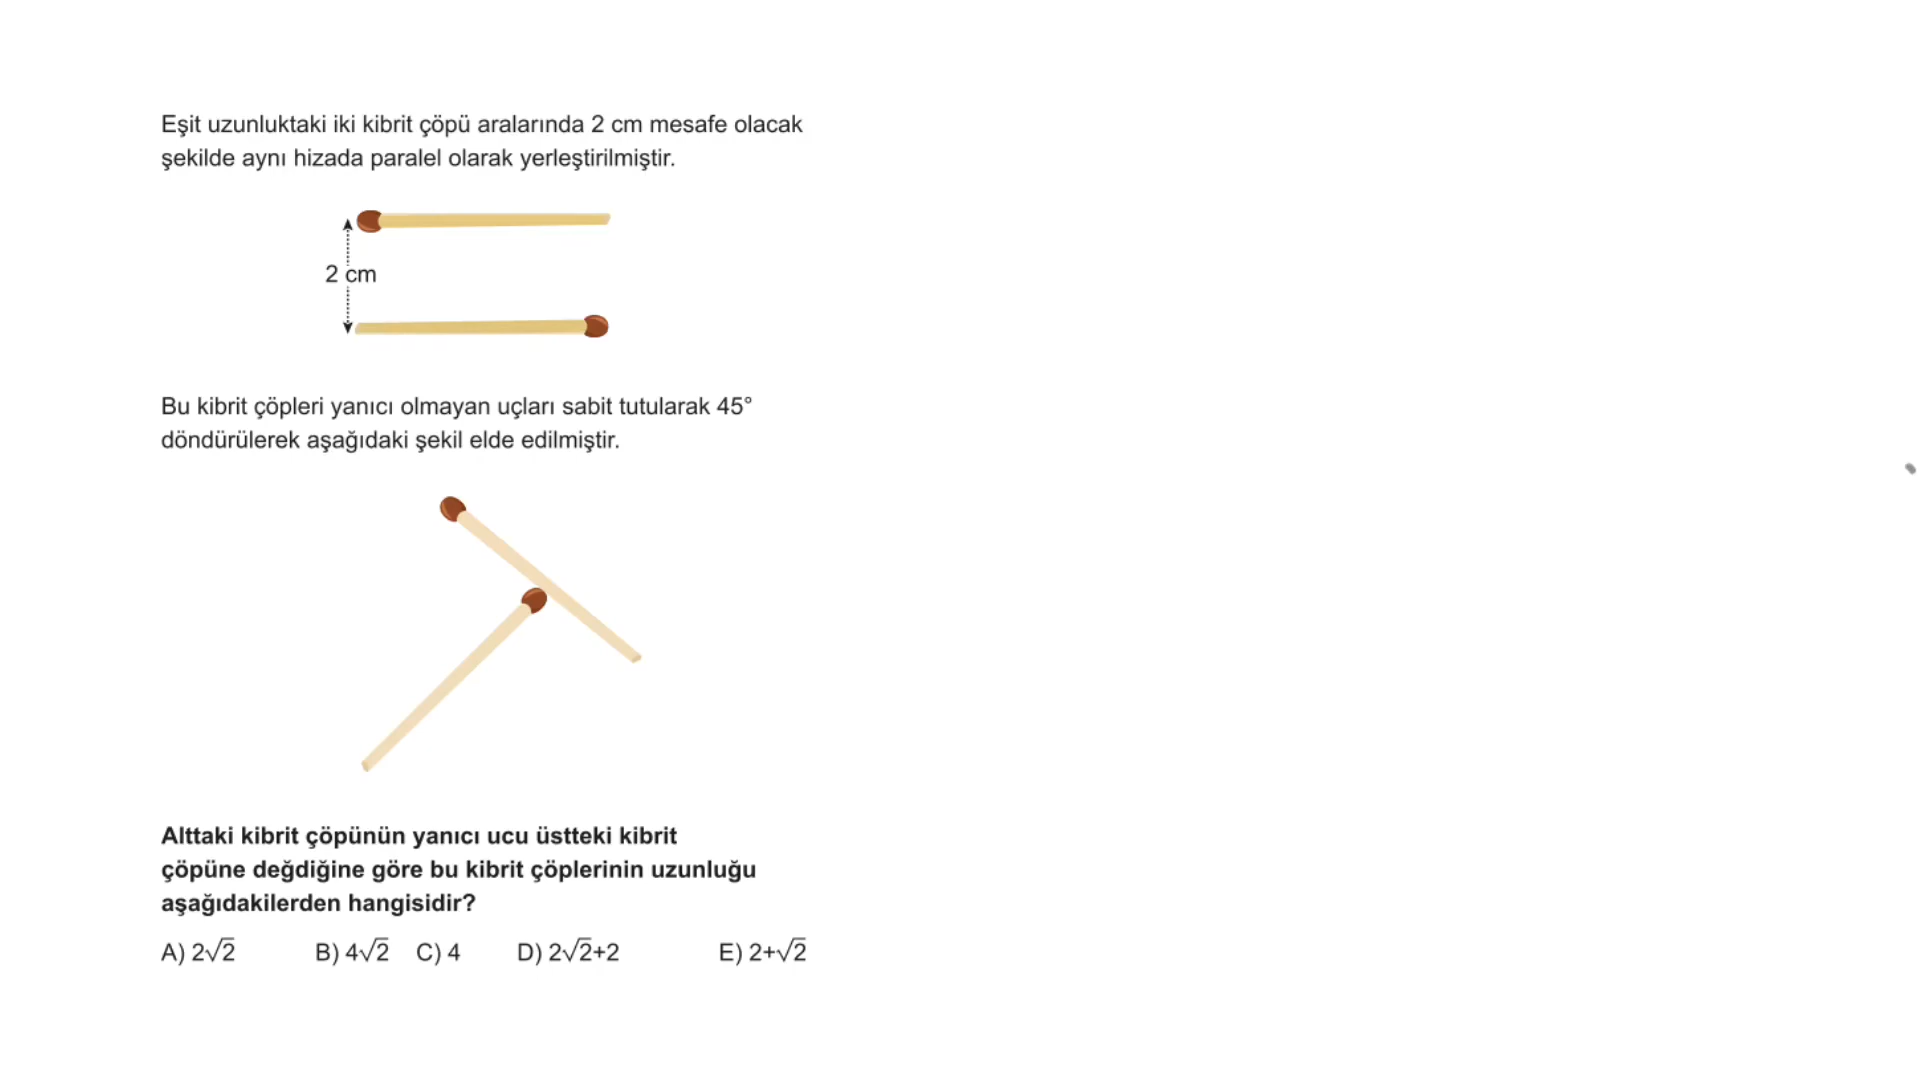 Eşit uzunluktaki iki kibrit çöpü aralarında 2 cm mesafe olacak
şekilde aynı hizada paralel olarak yerleştirilmiştir.
2 cm
Bu kibrit çöpleri yanıcı olmayan uçları sabit tutularak 45°
döndürülerek aşağıdaki şekil elde edilmiştir.
Alttaki kibrit çöpünün yanıcı ucu üstteki kibrit
çöpüne değdiğine göre bu kibrit çöplerinin uzunluğu
aşağıdakilerden hangisidir?
A) 2√2 B) 4√2 C) 4 D) 2√2+2 E) 2+√2